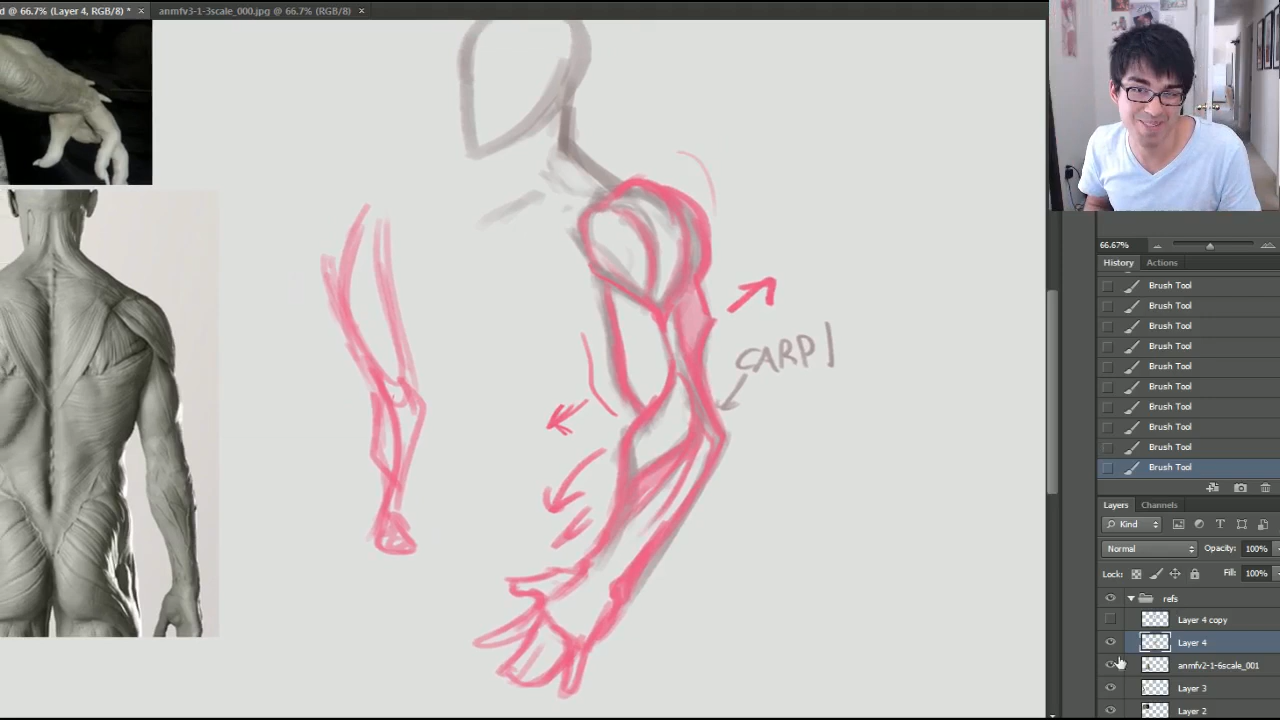 d @ 66.7% (Layer 4, RGB/8) * × anmfv3-1-3scale_000.jpg @ 66.7% (RGB/8) ×
CARP
66.67%
History Actions
Brush Tool
Brush Tool
Brush Tool
Brush Tool
Brush Tool
Brush Tool
Brush Tool
Brush Tool
Brush Tool
Brush Tool
Layers Channels
Kind
Normal Opacity: 100%
Lock: Fill: 100%
refs
Layer 4 copy
Layer 4
anmfv2-1-6scale_001
Layer 3
Layer 2